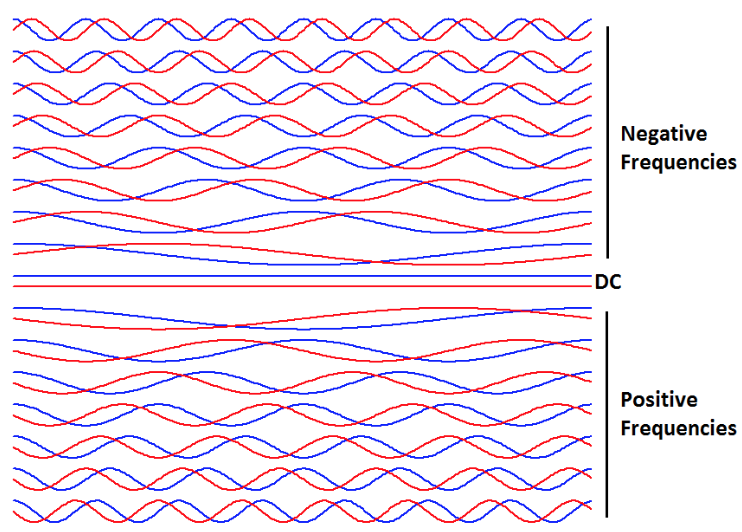 Negative
Frequencies
DC
Positive
Frequencies